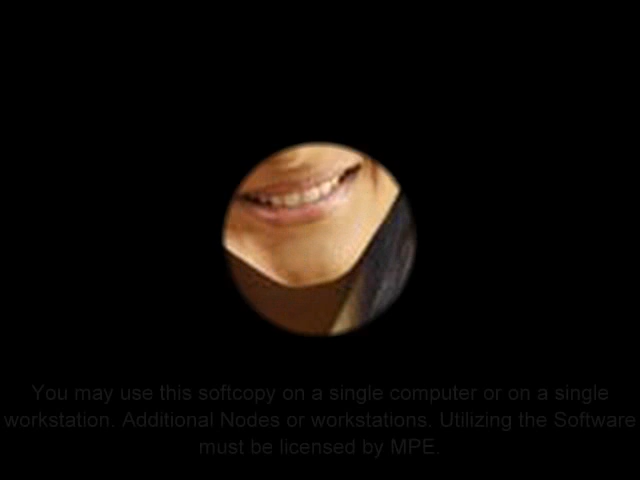 You may use this softcopy on a single computer or on a single
workstation. Additional Nodes or workstations. Utilizing the Software
must be licensed by MPE.